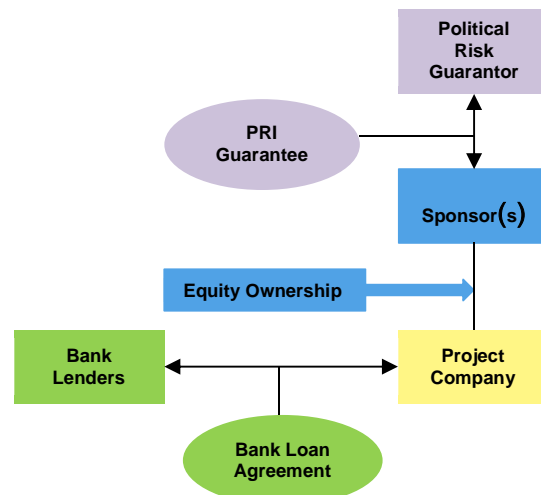 Political
Risk
Guarantor
PRI
Guarantee
Sponsor(s)
Equity Ownership
Bank
Lenders
Project
Company
Bank Loan
Agreement